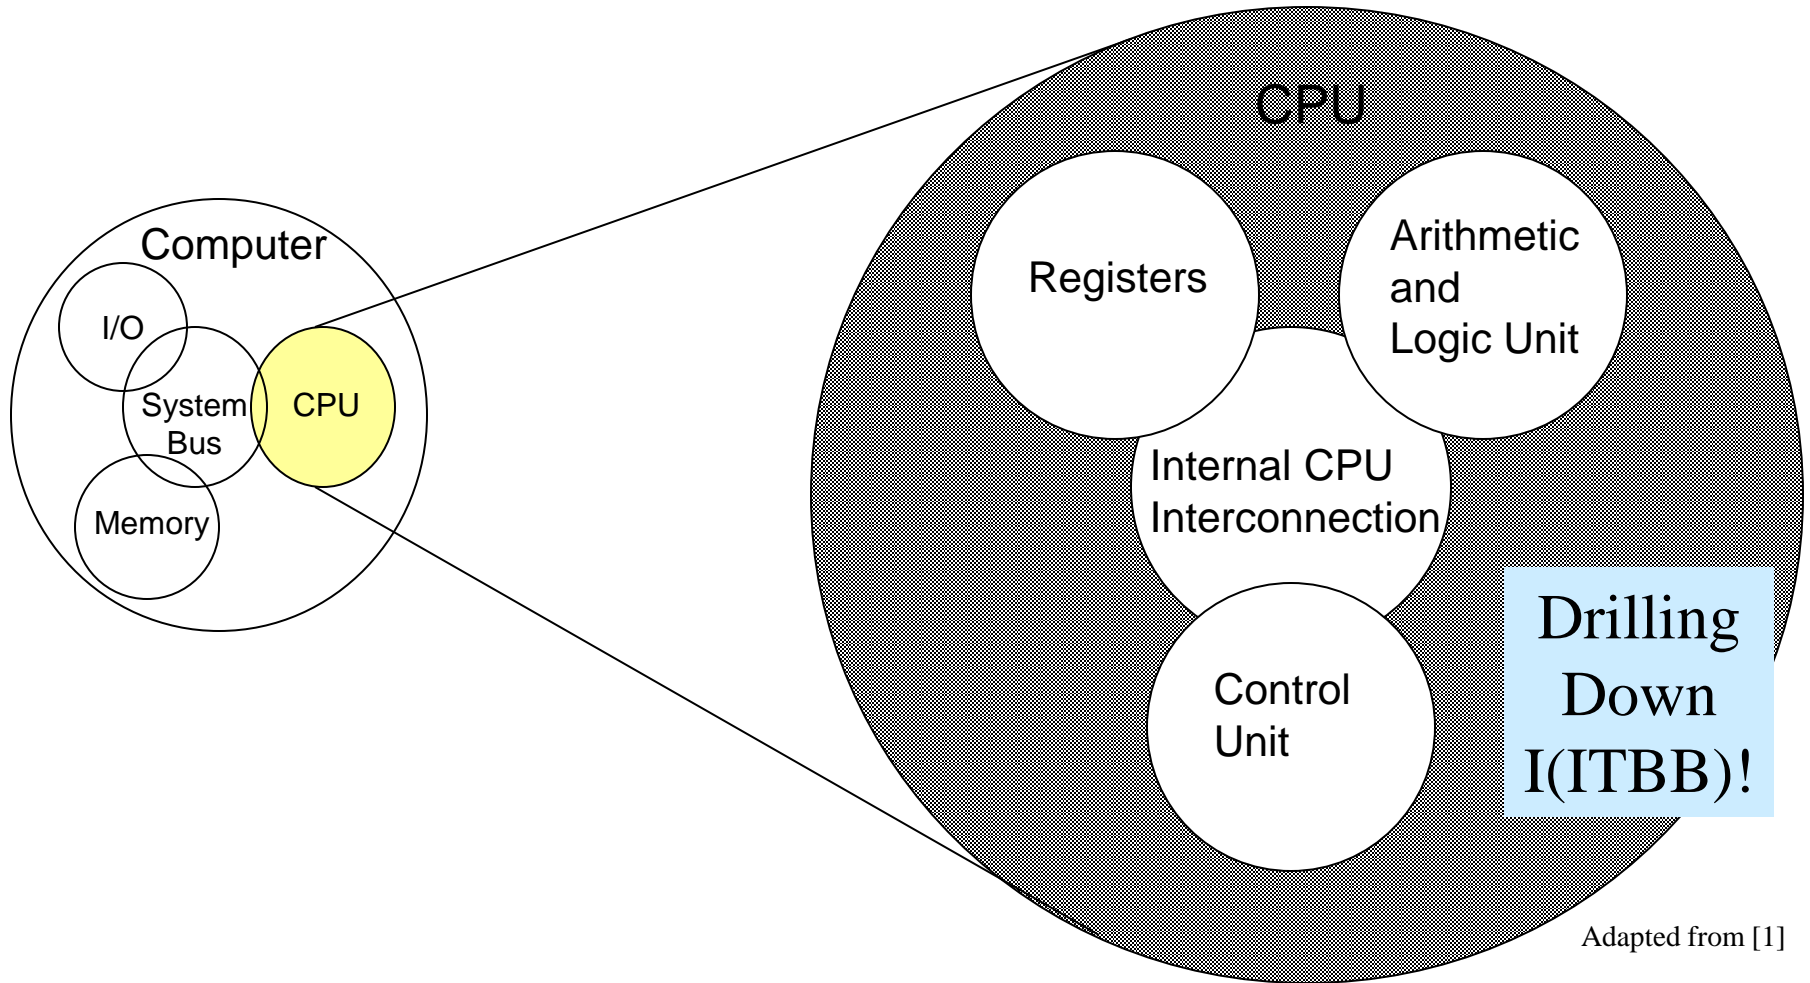 Computer
I/O
System
Bus
CPU
Memory
CPU
Registers
Arithmetic
and
Logic Unit
Internal CPU
Interconnection
Control
Unit
Drilling
Down
I(ITBB)!
Adapted from [1]